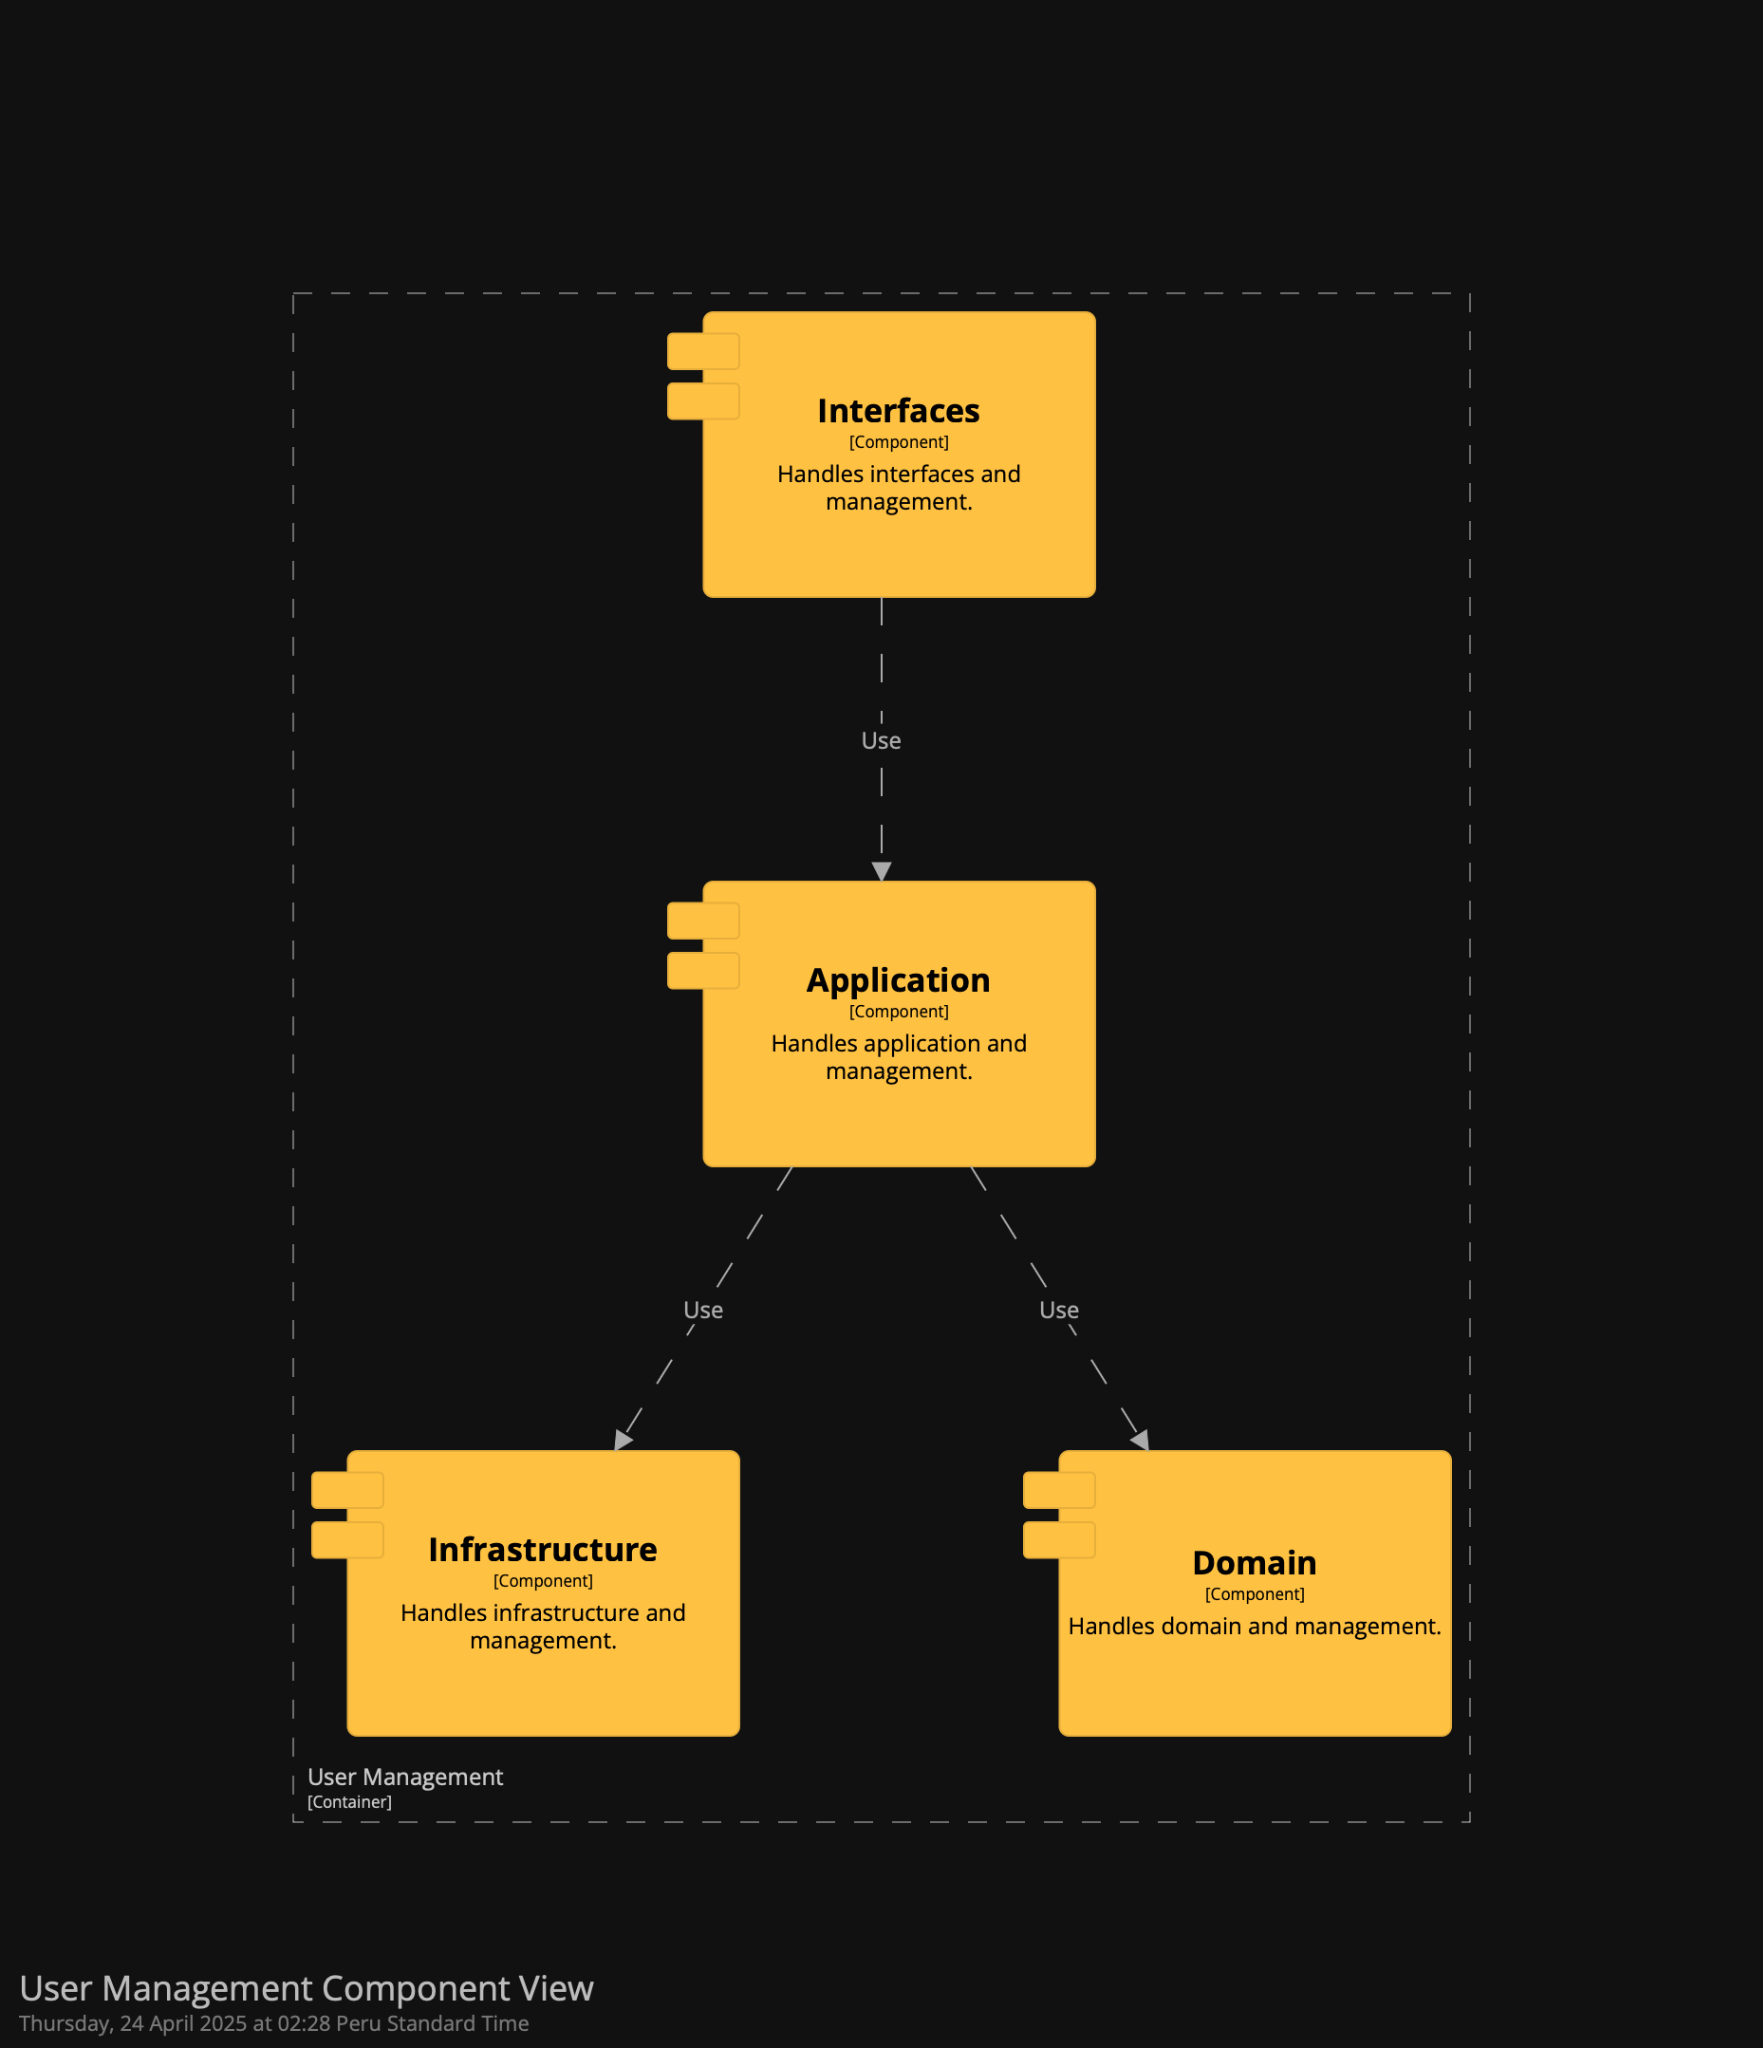 Interfaces
[Component]
Handles interfaces and
management.
Use
Application
[Component]
Handles application and
management.
Use
Use
Infrastructure
[Component]
Handles infrastructure and
management.
Domain
[Component]
Handles domain and management.
User Management
[Container]
User Management Component View
Thursday, 24 April 2025 at 02:28 Peru Standard Time